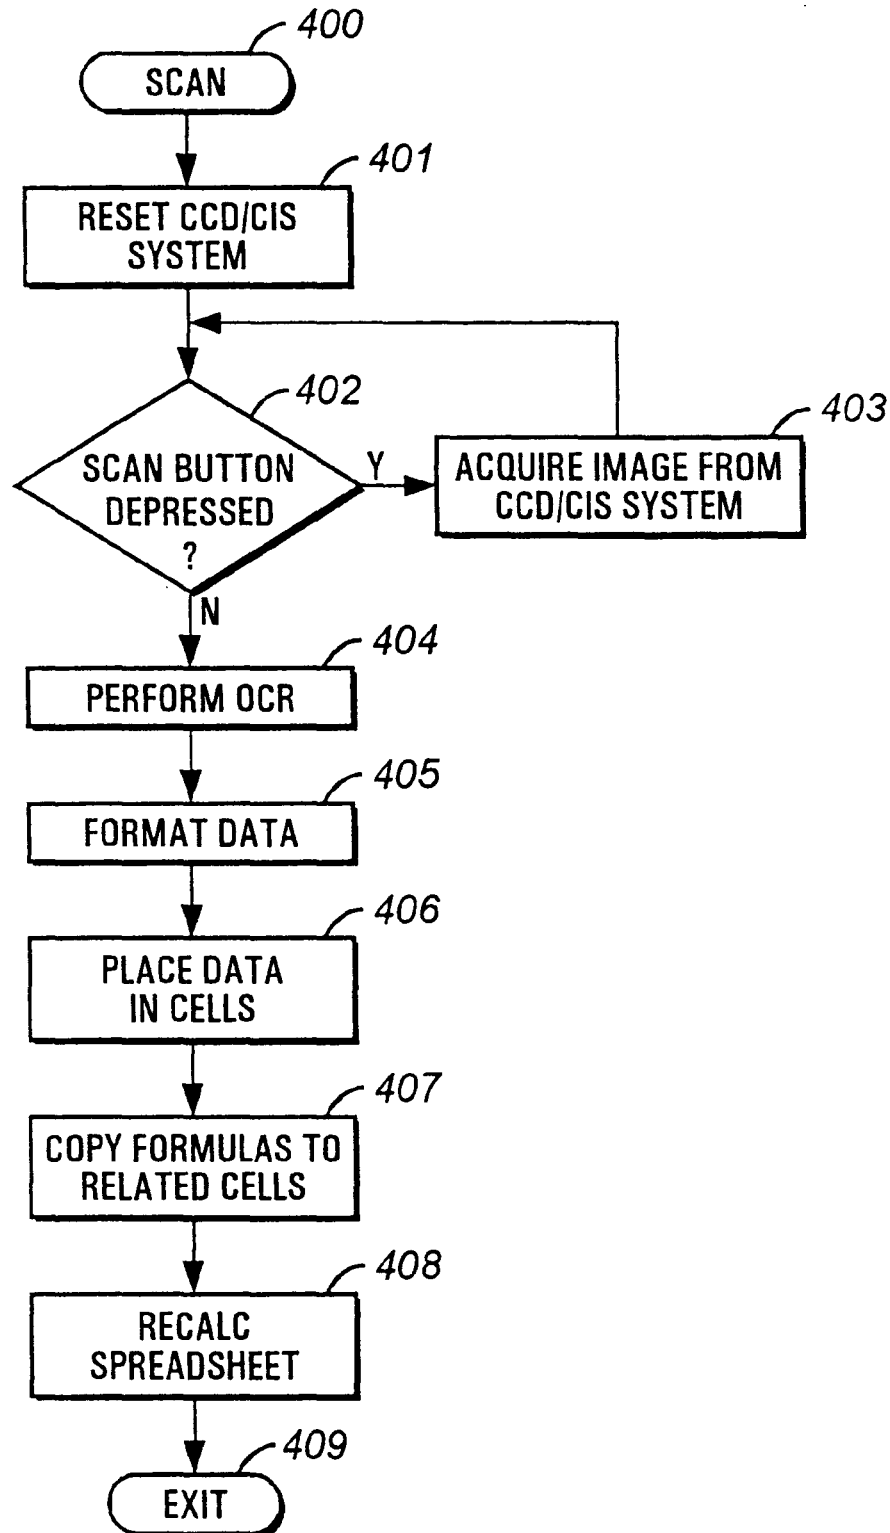 400
SCAN
401
RESET CCD/CIS
SYSTEM
402
SCAN BUTTON
DEPRESSED
?
Y
403
ACQUIRE IMAGE FROM
CCD/CIS SYSTEM
N
404
PERFORM OCR
405
FORMAT DATA
406
PLACE DATA
IN CELLS
407
COPY FORMULAS TO
RELATED CELLS
408
RECALC
SPREADSHEET
409
EXIT